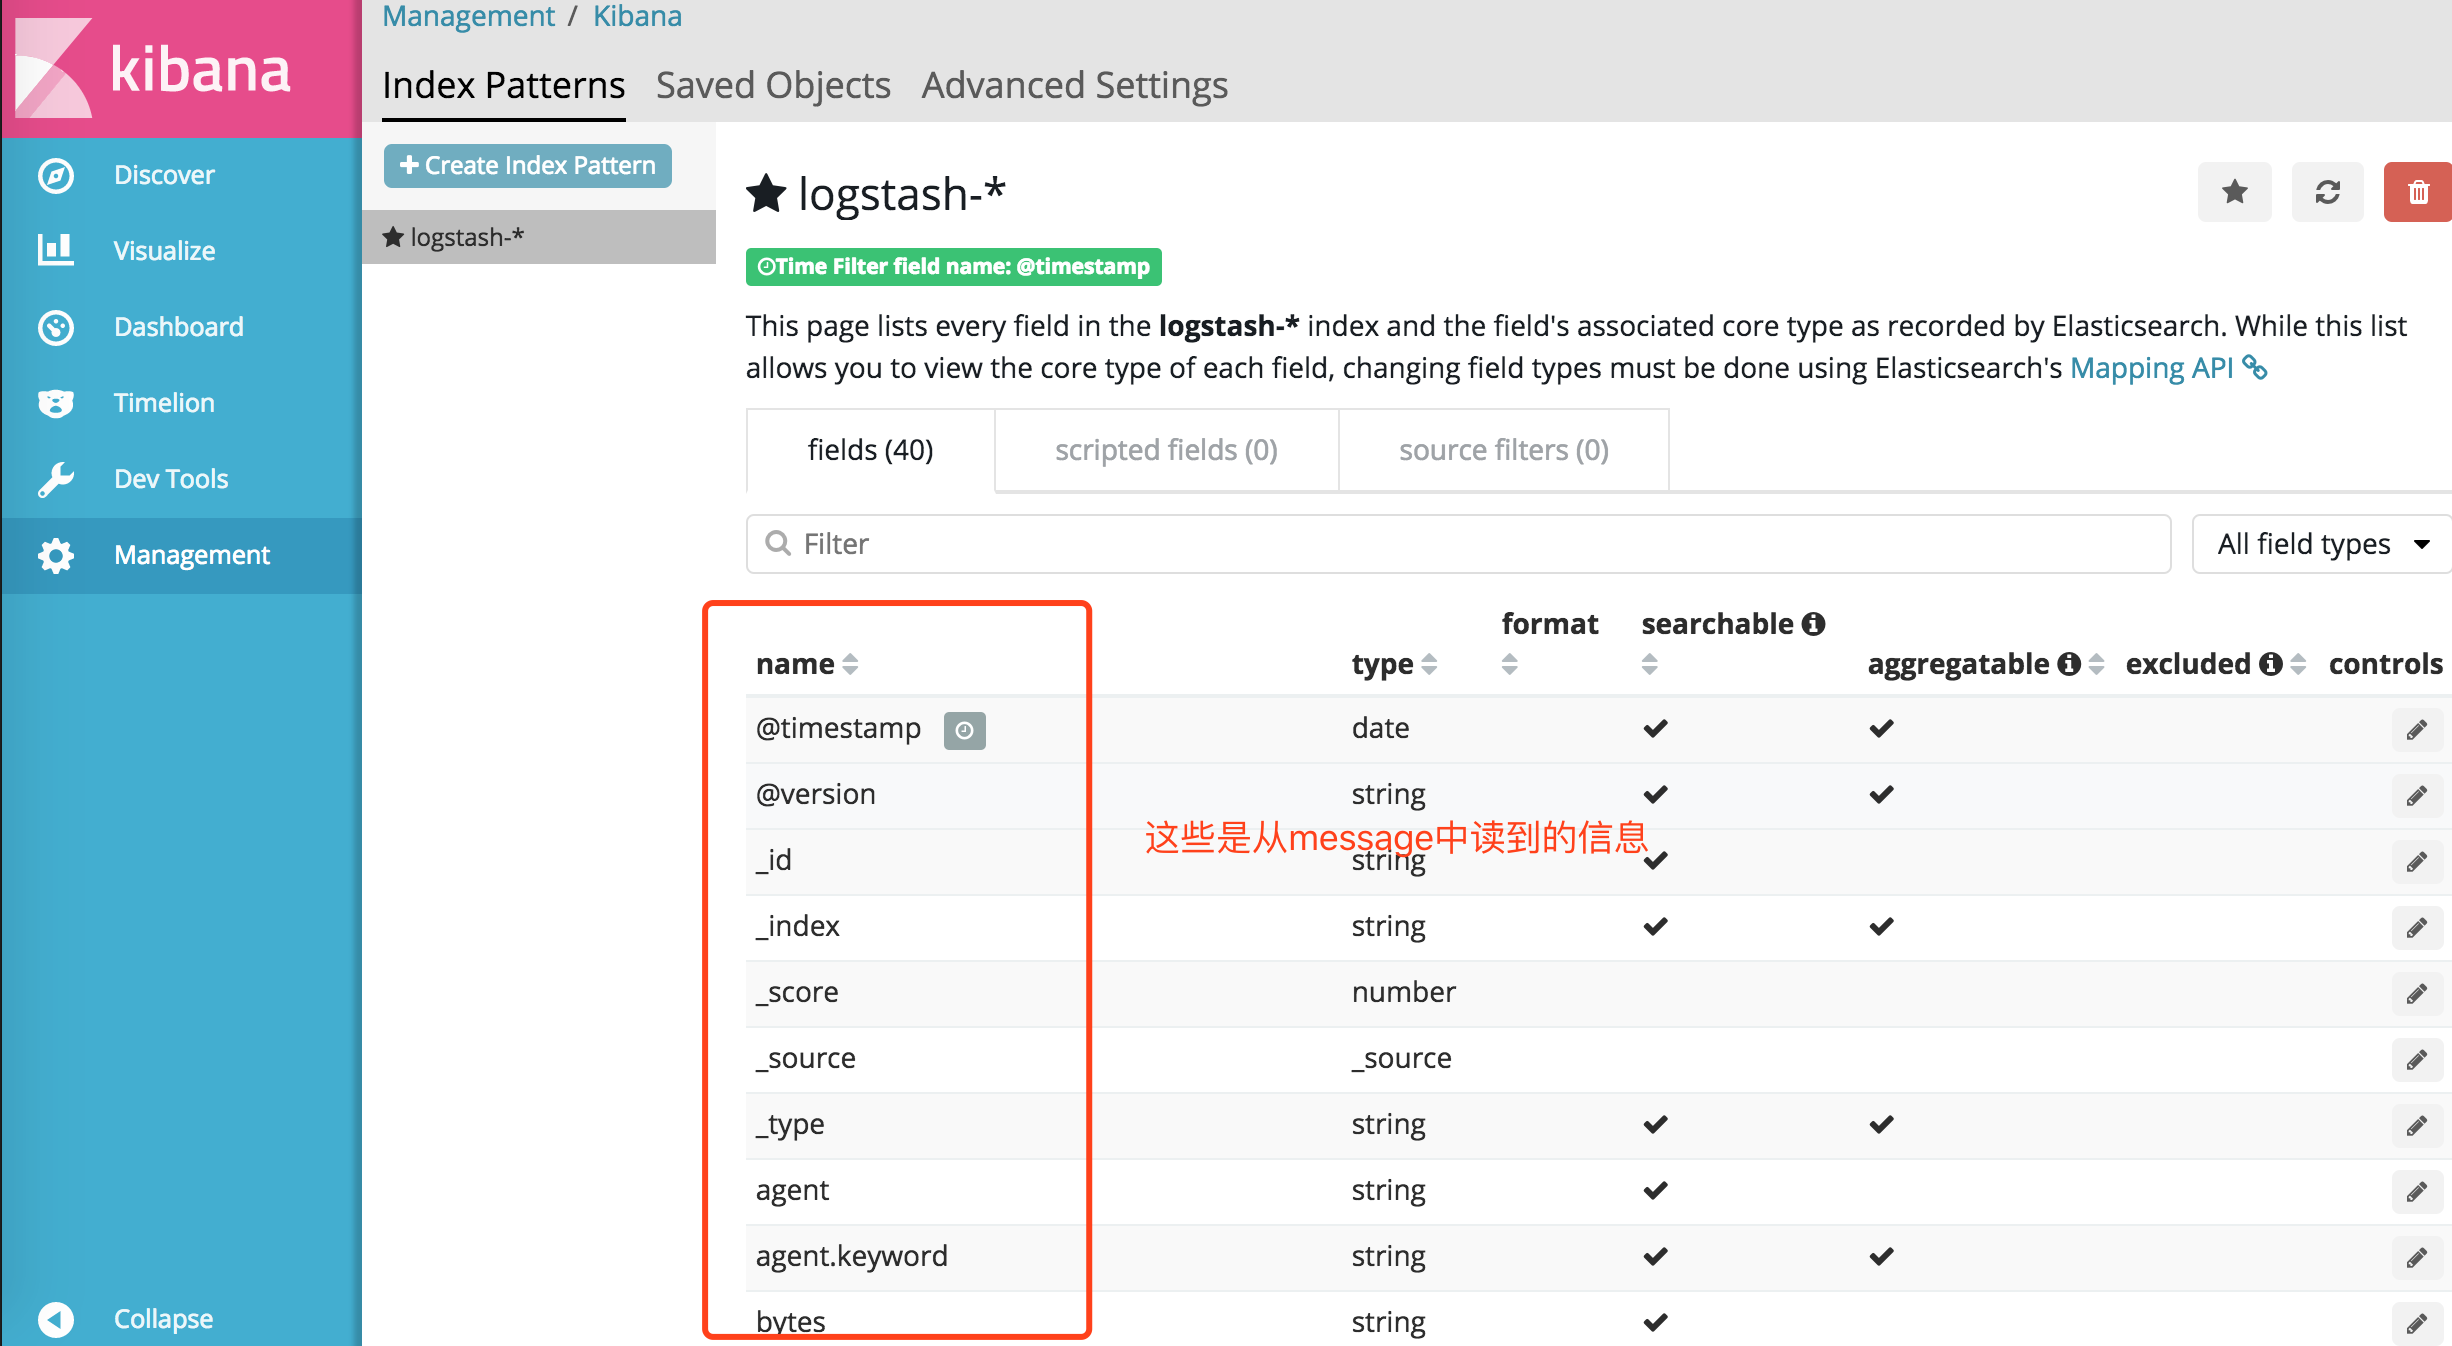 kibana
Discover
Visualize
Dashboard
Timelion
Dev Tools
Management
Collapse
Management / Kibana
Index Patterns Saved Objects Advanced Settings
Create Index Pattern
logstash-*
logstash-*
Time Filter field name: @timestamp
This page lists every field in the logstash-* index and the field's associated core type as recorded by Elasticsearch. While this list
allows you to view the core type of each field, changing field types must be done using Elasticsearch's Mapping API
fields (40) scripted fields (0) source filters (0)
Filter All field types
name type format searchable aggregatable excluded controls
@timestamp date
@version string
这些是从message中读到的信息
_id string
_index string
_score number
_source _source
_type string
agent string
agent.keyword string
bytes string